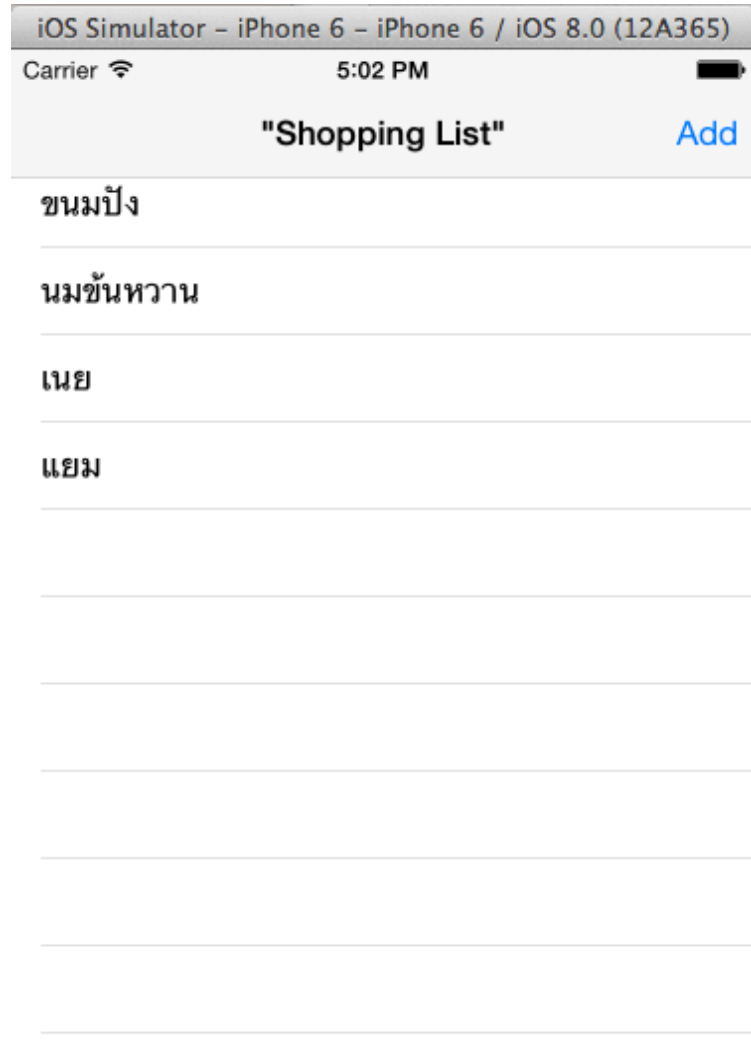 iOS Simulator – iPhone 6 – iPhone 6 / iOS 8.0 (12A365)
Carrier 5:02 PM
"Shopping List" Add
ขนมปัง
นมข้นหวาน
เนย
แยม